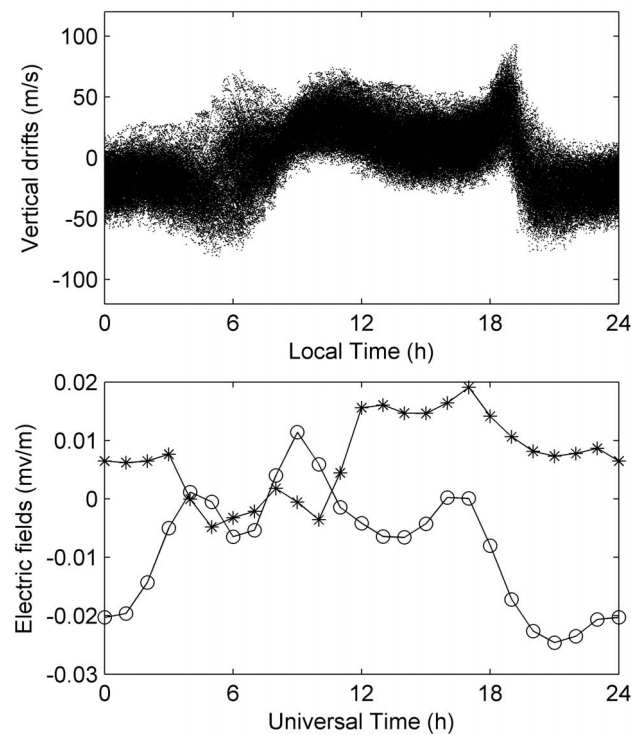 100
50
0
-50
-100
Vertical drifts (m/s)
0 6 12 18 24
Local Time (h)
0.02
0.01
0
-0.01
-0.02
-0.03
Electric fields (mv/m)
0 6 12 18 24
Universal Time (h)